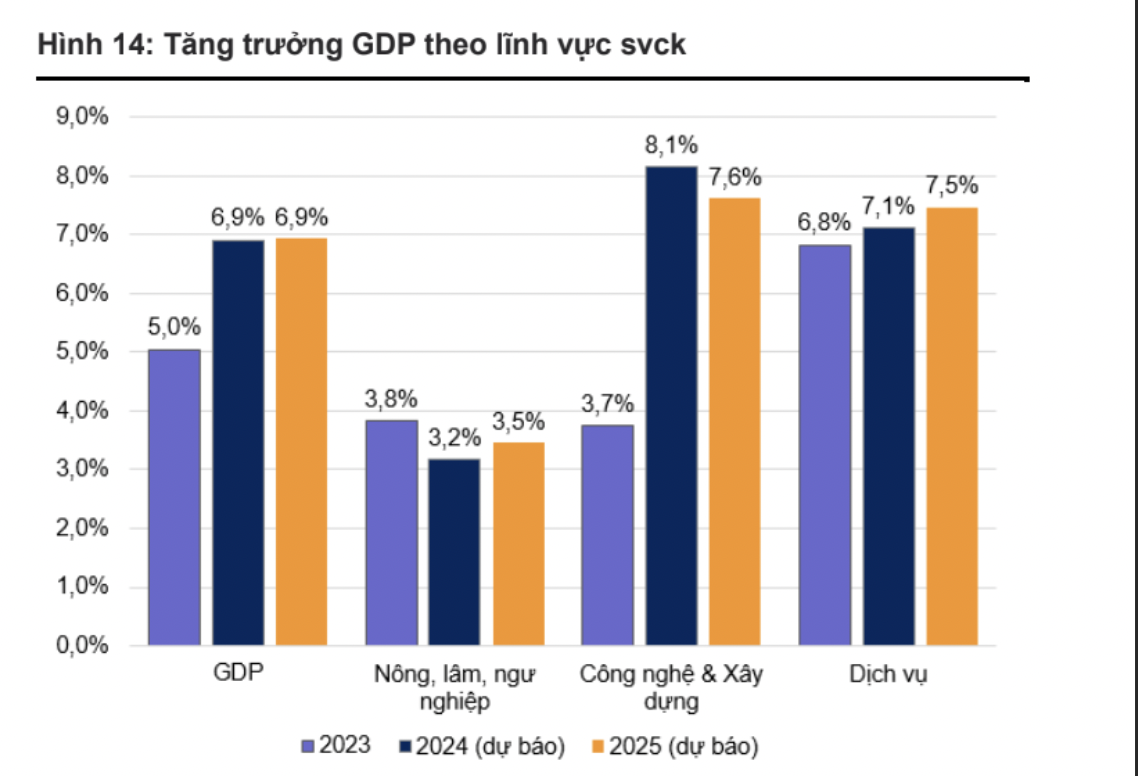 Hình 14: Tăng trưởng GDP theo lĩnh vực svck
9,0%
8,0%
7,0%
6,0%
5,0%
4,0%
3,0%
2,0%
1,0%
0,0%
5,0%
6,9%
6,9%
3,8%
3,2%
3,5%
3,7%
8,1%
7,6%
6,8%
7,1%
7,5%
GDP
Nông, lâm, ngư
nghiệp
Công nghệ & Xây
dựng
Dịch vụ
2023
2024 (dự báo)
2025 (dự báo)